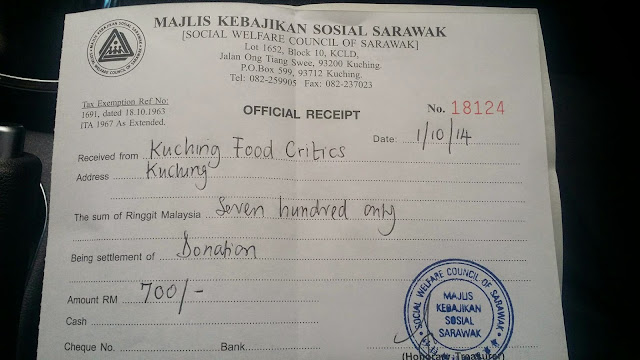 MAJLIS KEBAJIKAN SOSIAL SARAWAK
[SOCIAL WELFARE COUNCIL OF SARAWAK]
Lot 1652, Block 10, KCLD,
Jalan Ong Tiang Swee, 93200 Kuching.
P.O.Box 599, 93712 Kuching.
Tel: 082-259905 Fax: 082-237023
Tax Exemption Ref No:
1691, dated 18.10.1963
ITA 1967 As Extended.
OFFICIAL RECEIPT
No. 18124
Date: 1/10/14
Received from Kuching Food Critics
Address Kuching
The sum of Ringgit Malaysia Seven hundred only
Being settlement of Donation
Amount RM 700/-
Cash
Cheque No. Bank
SOCIAL WELFARE COUNCIL OF SARAWAK
MAJLIS
KEBAJIKAN
SOSIAL
SARAWAK
(Honorary Treasurer)